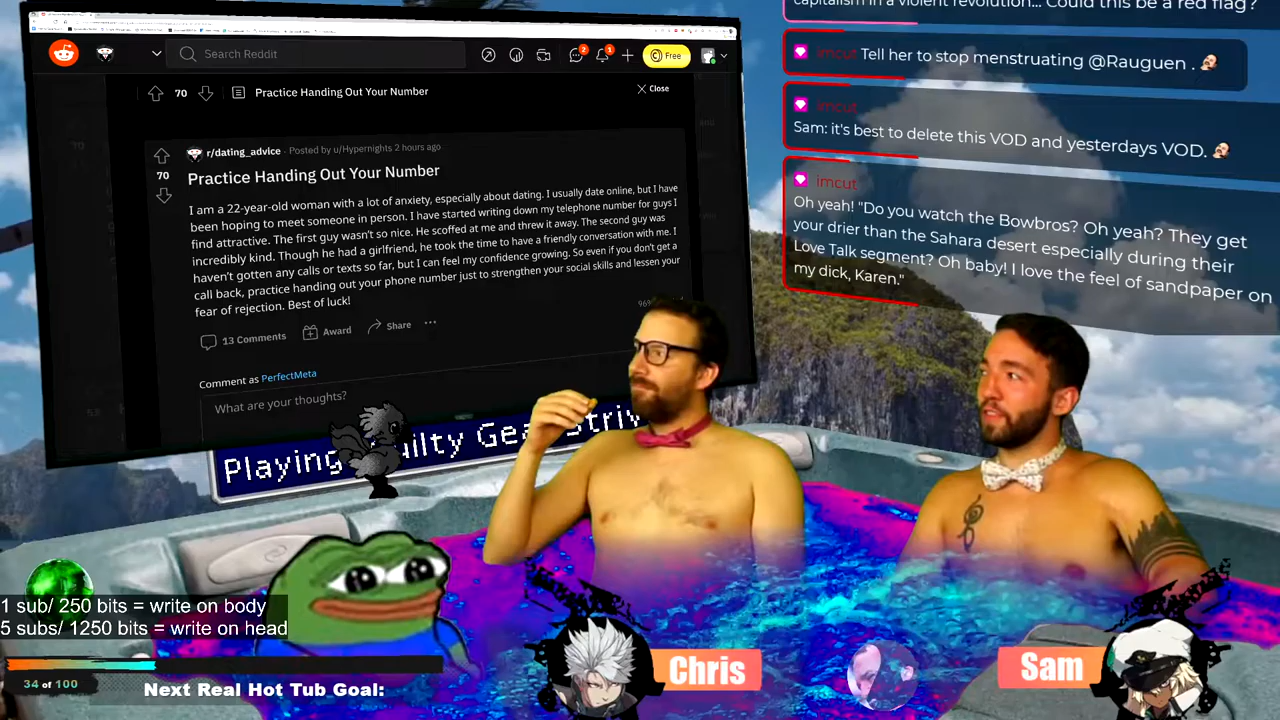 capitalism in a violent revolution... Could this be a red flag?
imcut Tell her to stop menstruating @Rauguen .
imcut
Sam: it's best to delete this VOD and yesterdays VOD.
imcut
Oh yeah! "Do you watch the Bowbros? Oh yeah? They get
your drier than the Sahara desert especially during their
Love Talk segment? Oh baby! I love the feel of sandpaper on
my dick, Karen."
Search Reddit
2
1
Free
70
Practice Handing Out Your Number
Close
r/dating_advice · Posted by u/Hypernights 2 hours ago
70
Practice Handing Out Your Number
I am a 22-year-old woman with a lot of anxiety, especially about dating. I usually date online, but I have
been hoping to meet someone in person. I have started writing down my telephone number for guys I
find attractive. The first guy wasn't so nice. He scoffed at me and threw it away. The second guy was
incredibly kind. Though he had a girlfriend, he took the time to have a friendly conversation with me. I
haven't gotten any calls or texts so far, but I can feel my confidence growing. So even if you don't get a
call back, practice handing out your phone number just to strengthen your social skills and lessen your
fear of rejection. Best of luck!
13 Comments
Award
Share
Comment as PerfectMeta
What are your thoughts?
Playing uilty Gear Striv
1 sub/ 250 bits = write on body
5 subs/ 1250 bits = write on head
34 of 100
Next Real Hot Tub Goal:
Chris
Sam